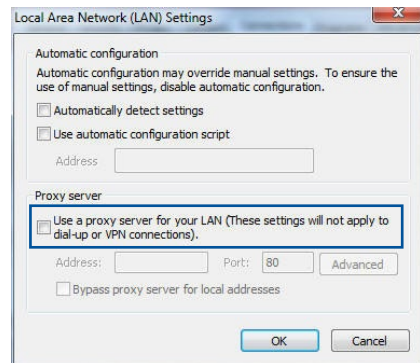 Local Area Network (LAN) Settings
Automatic configuration
Automatic configuration may override manual settings. To ensure the
use of manual settings, disable automatic configuration.
Automatically detect settings
Use automatic configuration script
Address
Proxy server
Use a proxy server for your LAN (These settings will not apply to
dial-up or VPN connections).
Address: Port: 80 Advanced
Bypass proxy server for local addresses
OK Cancel